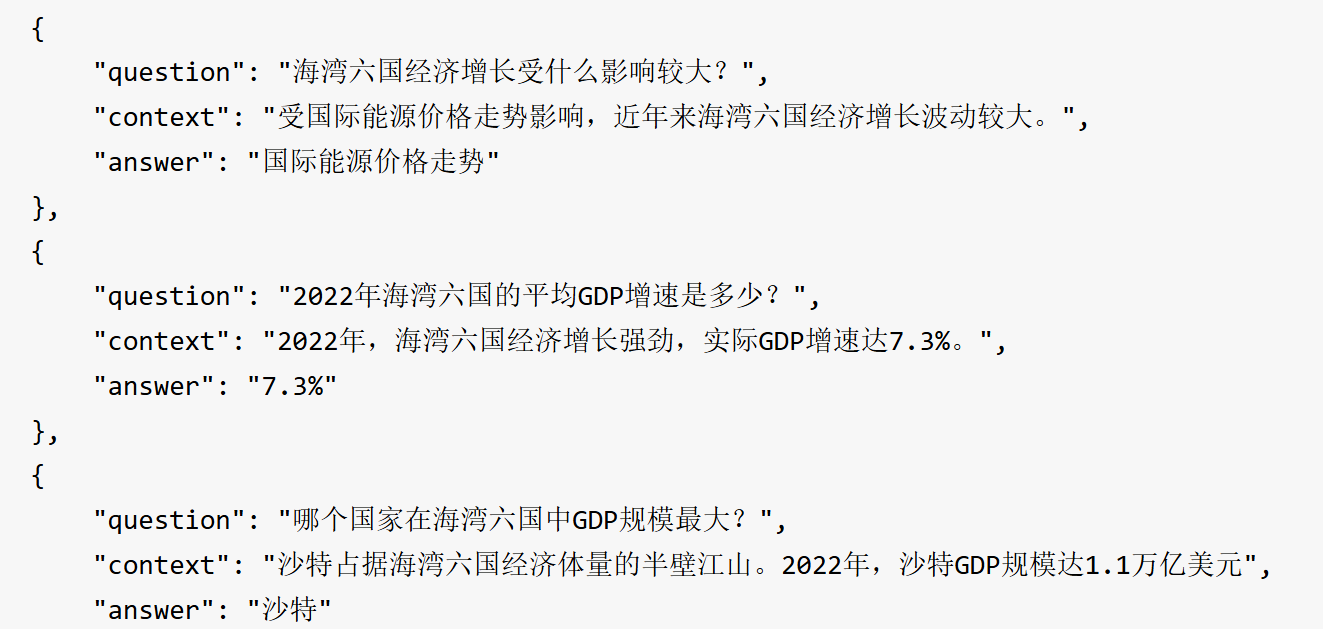 {
"question": "海湾六国经济增长受什么影响较大？",
"context": "受国际能源价格走势影响，近年来海湾六国经济增长波动较大。",
"answer": "国际能源价格走势"
},
{
"question": "2022年海湾六国的平均GDP增速是多少？",
"context": "2022年，海湾六国经济增长强劲，实际GDP增速达7.3%。",
"answer": "7.3%"
},
{
"question": "哪个国家在海湾六国中GDP规模最大？",
"context": "沙特占据海湾六国经济体量的半壁江山。2022年，沙特GDP规模达1.1万亿美元",
"answer": "沙特"